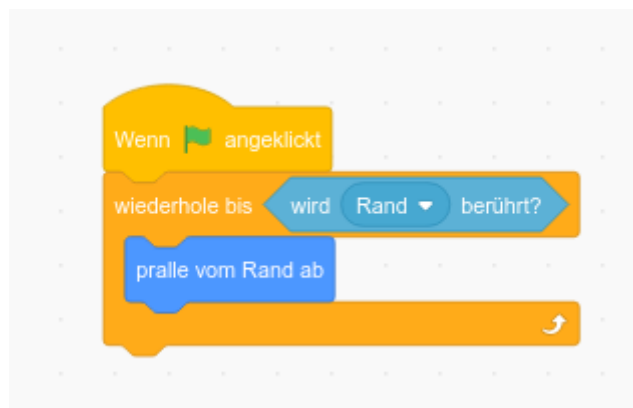 Wenn angeklickt
wiederhole bis wird Rand berührt?
pralle vom Rand ab